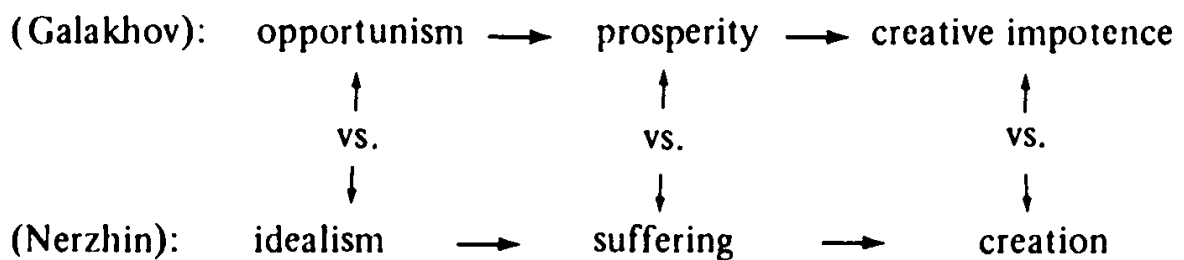 (Galakhov): opportunism → prosperity → creative impotence
vs. vs. vs.
(Nerzhin): idealism → suffering → creation